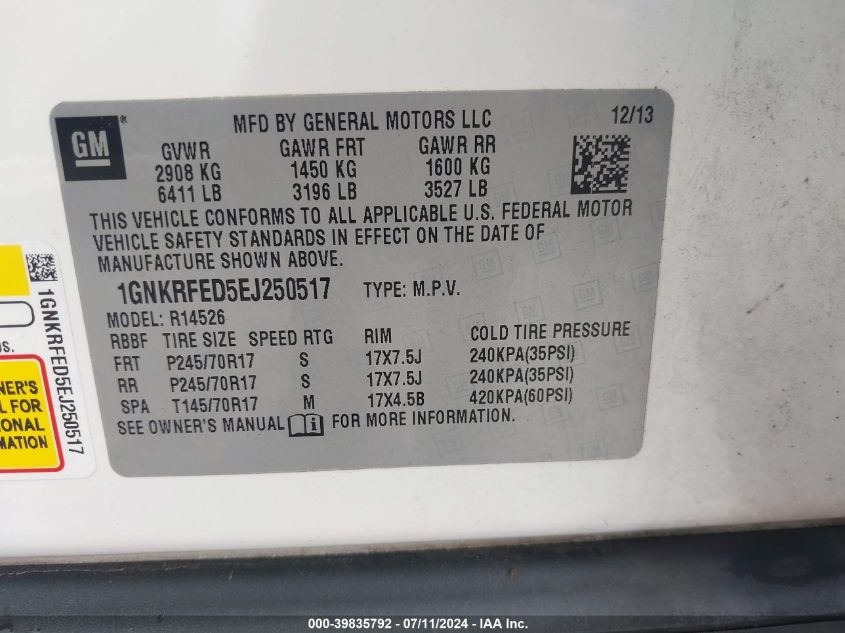 GM
®
MFD BY GENERAL MOTORS LLC
12/13
GVWR GAWR FRT GAWR RR
2908 KG 1450 KG 1600 KG
6411 LB 3196 LB 3527 LB
THIS VEHICLE CONFORMS TO ALL APPLICABLE U.S. FEDERAL MOTOR
VEHICLE SAFETY STANDARDS IN EFFECT ON THE DATE OF
MANUFACTURE SHOWN ABOVE.
1GNKRFED5EJ250517 TYPE: M.P.V.
MODEL: R14526
RBBF TIRE SIZE SPEED RTG RIM COLD TIRE PRESSURE
FRT P245/70R17 S 17X7.5J 240KPA(35PSI)
RR P245/70R17 S 17X7.5J 240KPA(35PSI)
SPA T145/70R17 M 17X4.5B 420KPA(60PSI)
SEE OWNER'S MANUAL i FOR MORE INFORMATION
1GNKRFED5EJ250517
NER'S
L FOR
IONAL
MATION
000-39835792 - 07/11/2024 - IAA Inc.